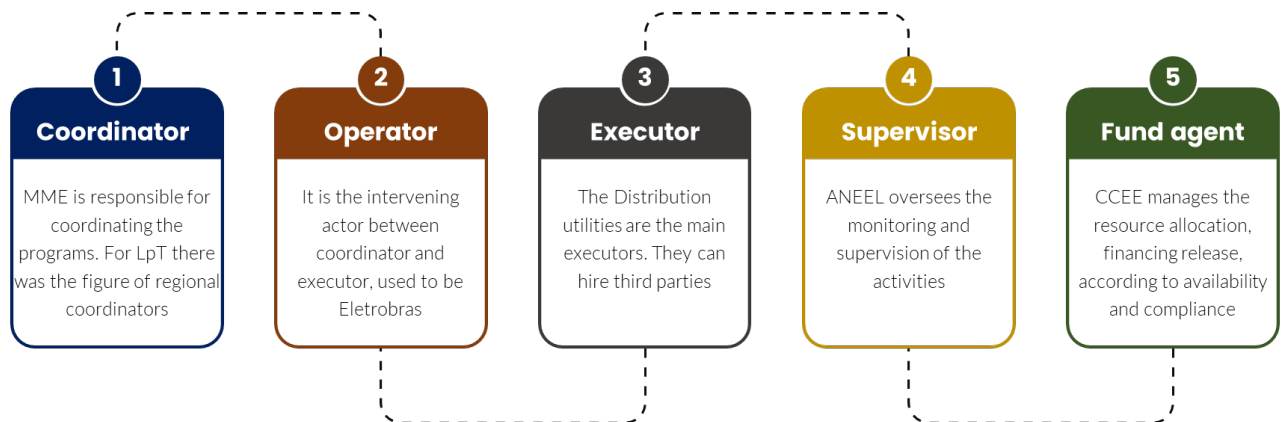 1
Coordinator
MME is responsible for
coordinating the
programs. For LpT there
was the figure of regional
coordinators
2
Operator
It is the intervening
actor between
coordinator and
executor, used to be
Eletrobras
3
Executor
The Distribution
utilities are the main
executors. They can
hire third parties
4
Supervisor
ANEEL oversees the
monitoring and
supervision of the
activities
5
Fund agent
CCEE manages the
resource allocation,
financing release,
according to availability
and compliance